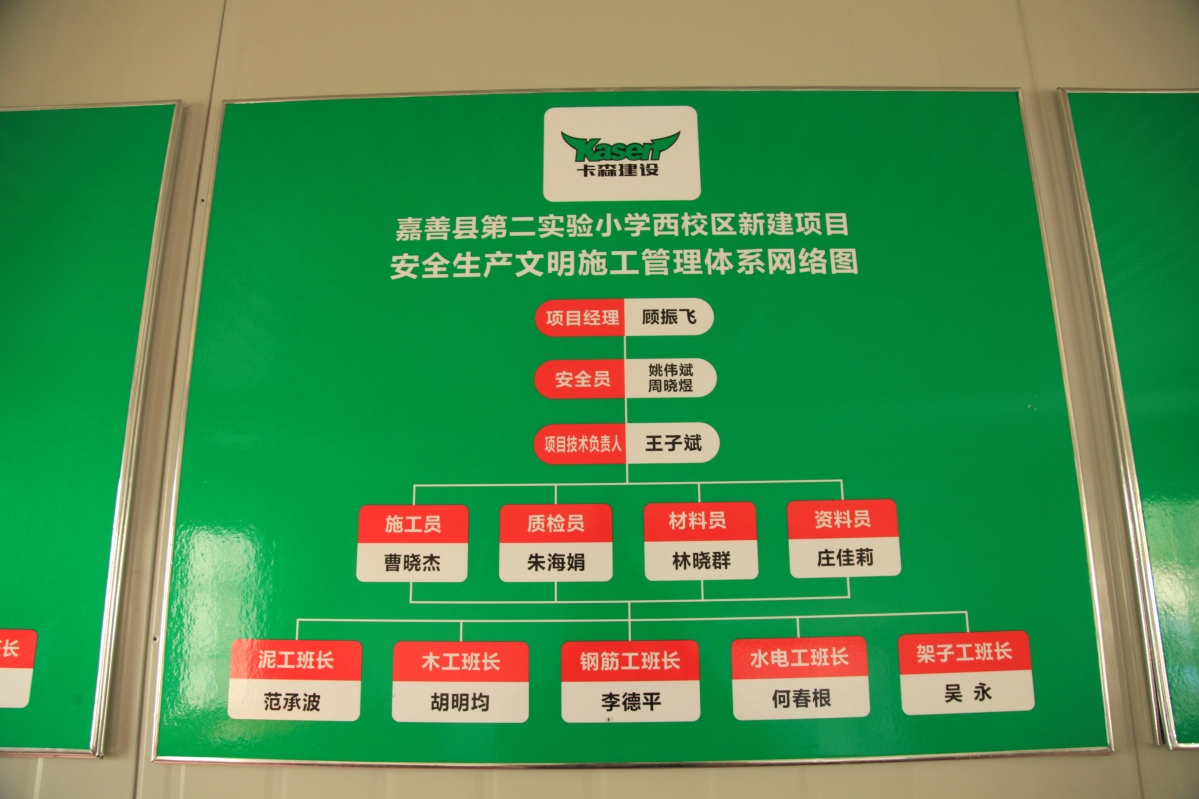 Kasen
卡森建设
嘉善县第二实验小学西校区新建项目
安全生产文明施工管理体系网络图
项目经理 顾振飞
安全员 姚伟斌
周晓煜
项目技术负责人 王子斌
施工员 质检员 材料员 资料员
曹晓杰 朱海娟 林晓群 庄佳莉
泥工班长 木工班长 钢筋工班长 水电工班长 架子工班长
范承波 胡明均 李德平 何春根 吴永
长